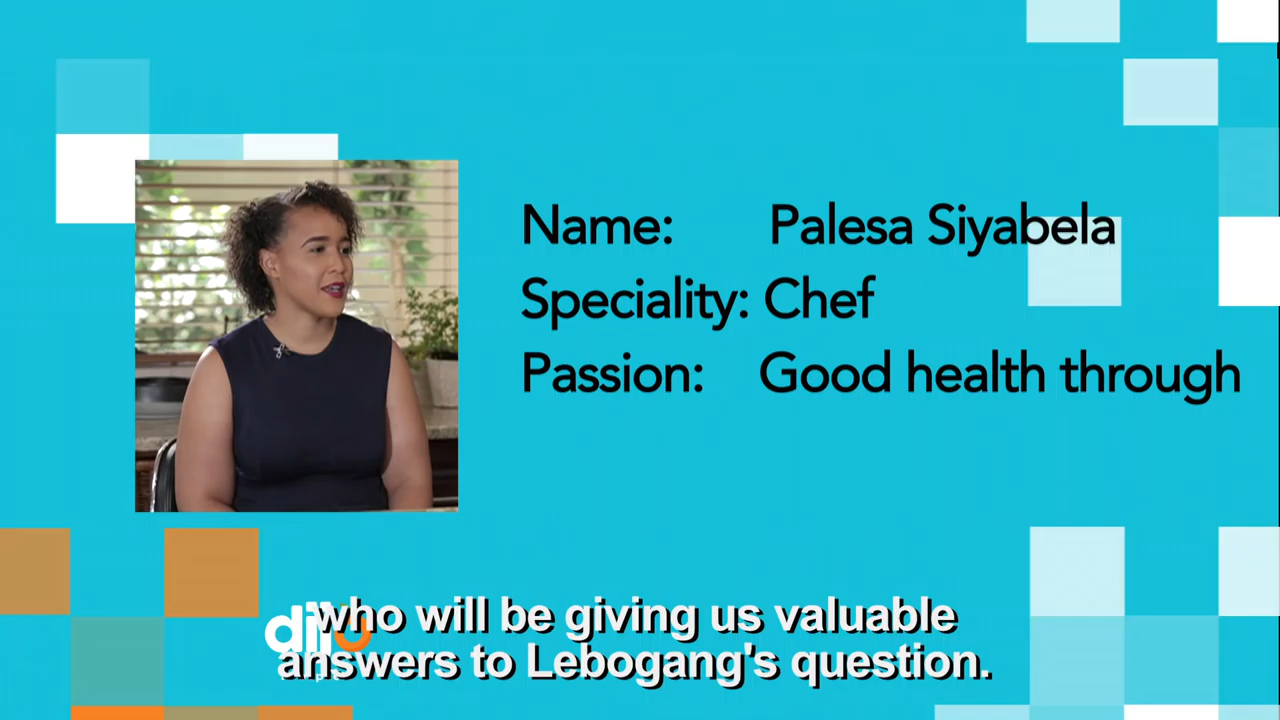 Name: Palesa Siyabela
Speciality: Chef
Passion: Good health through
who will be giving us valuable
answers to Lebogang's question.